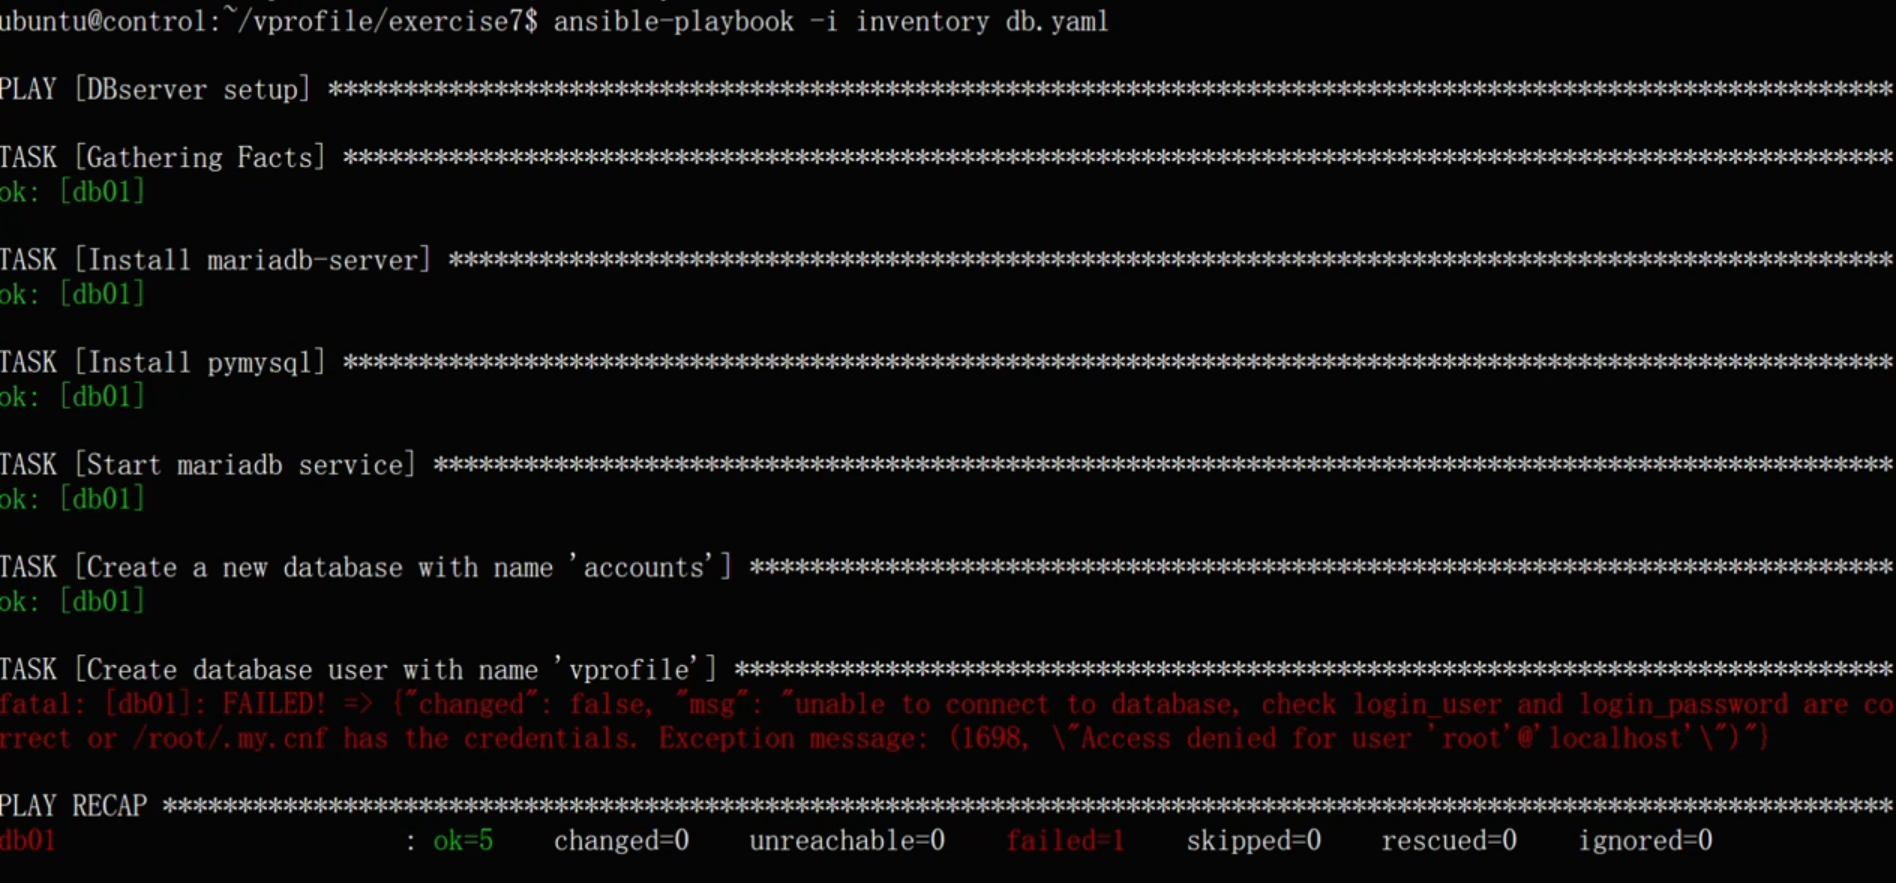 ubuntu@control:~/vprofile/exercise7$ ansible-playbook -i inventory db.yaml
PLAY [DBserver setup] ********************************************************************************************************
TASK [Gathering Facts] *******************************************************************************************************
ok: [db01]
TASK [Install mariadb-server] ************************************************************************************************
ok: [db01]
TASK [Install pymysql] *******************************************************************************************************
ok: [db01]
TASK [Start mariadb service] *************************************************************************************************
ok: [db01]
TASK [Create a new database with name 'accounts'] ****************************************************************************
ok: [db01]
TASK [Create database user with name 'vprofile'] *****************************************************************************
fatal: [db01]: FAILED! => {"changed": false, "msg": "unable to connect to database, check login_user and login_password are co
rrect or /root/.my.cnf has the credentials. Exception message: (1698, \"Access denied for user 'root'@'localhost'\")"}
PLAY RECAP *******************************************************************************************************************
db01 : ok=5 changed=0 unreachable=0 failed=1 skipped=0 rescued=0 ignored=0